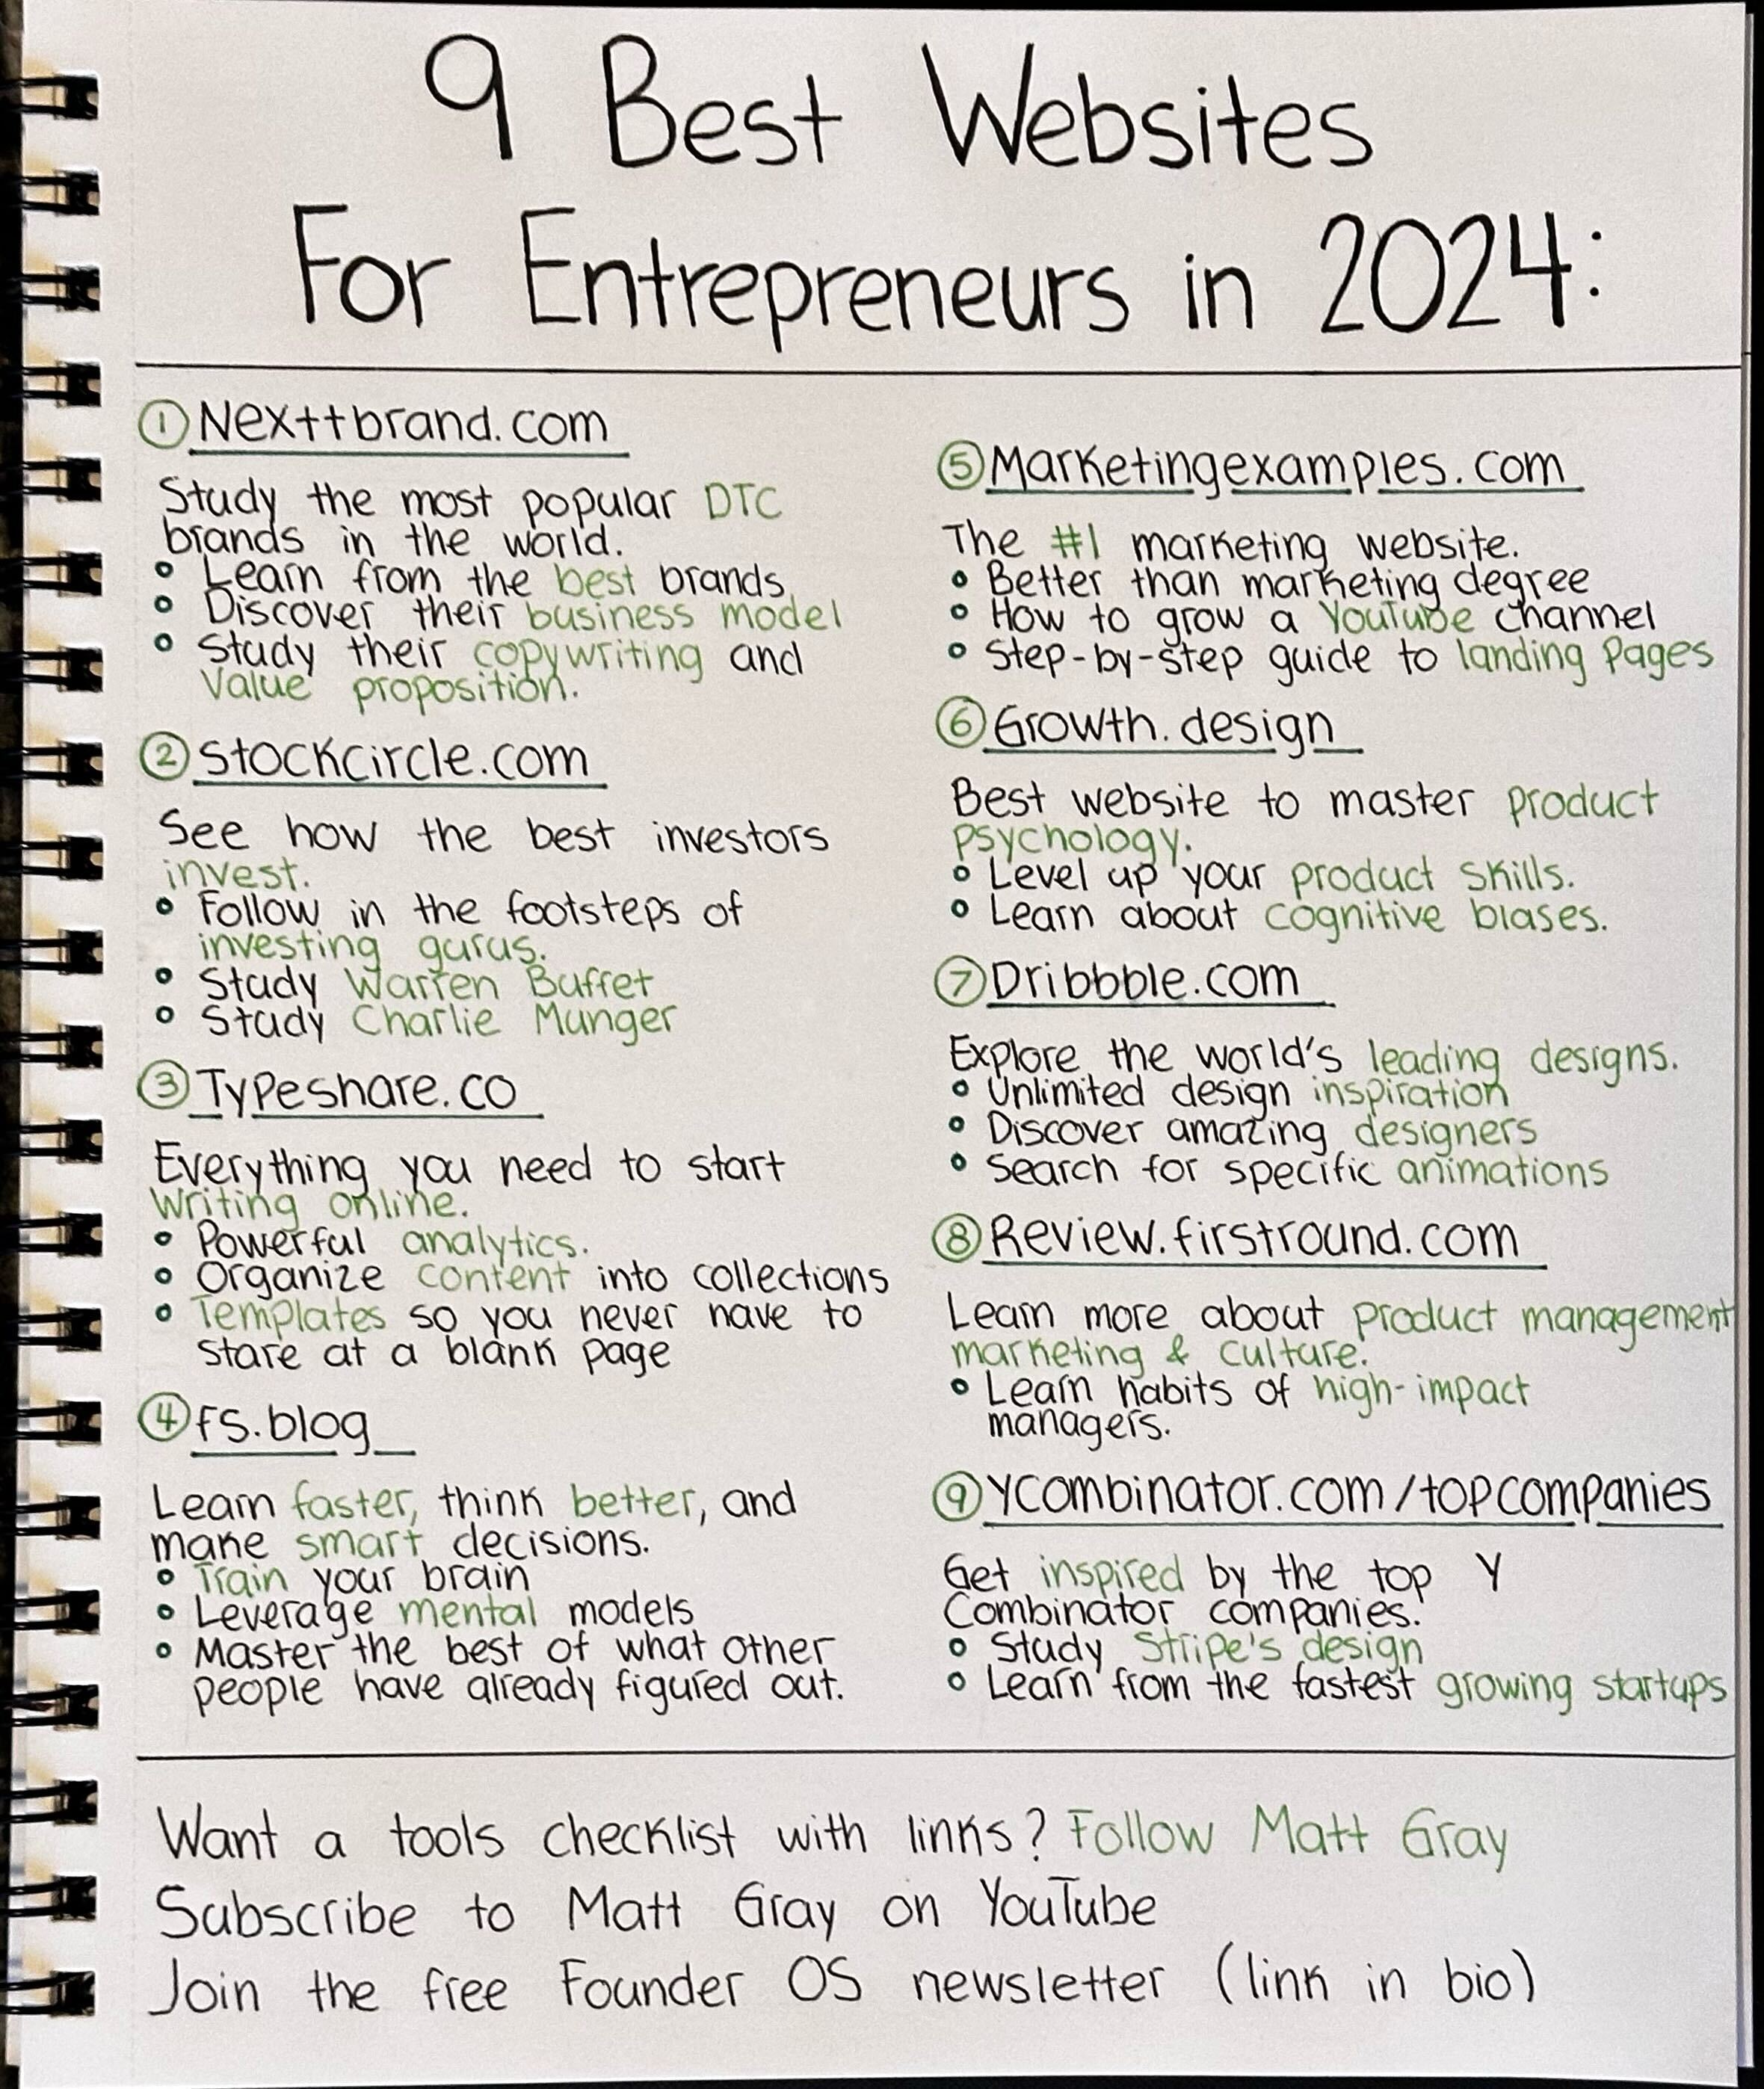 9 Best Websites
For Entrepreneurs in 2024:
① Nexttbrand.com
Study the most popular DTC
brands in the world.
• Learn from the best brands
• Discover their business model
• Study their copywriting and
value proposition.
② Stockcircle.com
See how the best investors
invest.
• Follow in the footsteps of
investing gurus.
• Study Warren Buffet
• Study Charlie Munger
③ Typeshare.co
Everything you need to start
writing online.
• Powerful analytics.
• Organize content into collections
• Templates so you never have to
stare at a blank page
④ fs.blog
Learn faster, think better, and
make smart decisions.
• Train your brain
• Leverage mental models
• Master the best of what other
people have already figured out.
⑤ Marketingexamples.com
The #1 marketing website.
• Better than marketing degree
• How to grow a YouTube channel
• Step-by-step guide to landing Pages
⑥ Growth.design
Best website to master product
psychology.
• Level up your product skills.
• Learn about cognitive biases.
⑦ Dribbble.com
Explore the world's leading designs.
• Unlimited design inspiration
• Discover amazing designers
• Search for specific animations
⑧ Review.firstround.com
Learn more about product management
marketing & culture.
• Learn habits of high-impact
managers.
⑨ Ycombinator.com/topcompanies
Get inspired by the top Y
Combinator companies.
• Study Stripe's design
• Learn from the fastest growing startups
Want a tools checklist with links? Follow Matt Gray
Subscribe to Matt Gray on YouTube
Join the free Founder OS newsletter (link in bio)